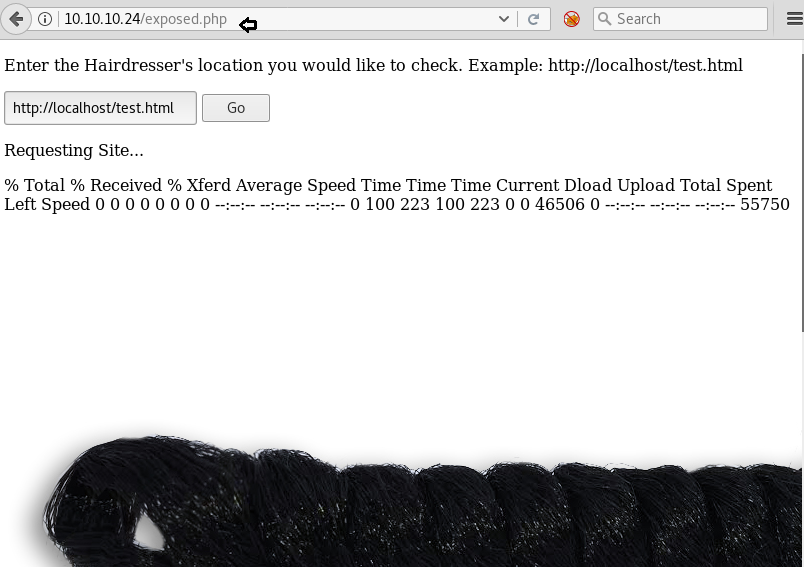 10.10.10.24/exposed.php
Search
Enter the Hairdresser's location you would like to check. Example: http://localhost/test.html
http://localhost/test.html Go
Requesting Site...
% Total % Received % Xferd Average Speed Time Time Time Current Dload Upload Total Spent
Left Speed 0 0 0 0 0 0 0 0 --:--:-- --:--:-- --:--:-- 0 100 223 100 223 0 0 46506 0 --:--:-- --:--:-- --:--:-- 55750